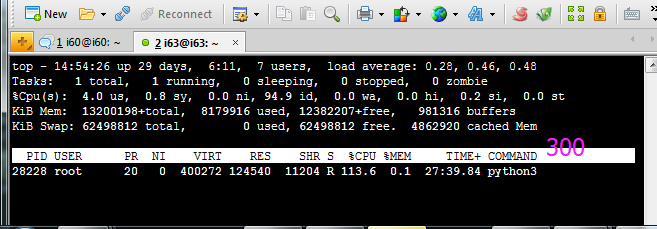 New Reconnect
1 i60@i60: ~ × 2 i63@i63: ~ ×
top - 14:54:26 up 29 days, 6:11, 7 users, load average: 0.28, 0.46, 0.48
Tasks: 1 total, 1 running, 0 sleeping, 0 stopped, 0 zombie
%Cpu(s): 4.0 us, 0.8 sy, 0.0 ni, 94.9 id, 0.0 wa, 0.0 hi, 0.2 si, 0.0 st
KiB Mem: 13200198+total, 8179916 used, 12382207+free, 981316 buffers
KiB Swap: 62498812 total, 0 used, 62498812 free. 4862920 cached Mem
300
PID USER PR NI VIRT RES SHR S %CPU %MEM TIME+ COMMAND
28228 root 20 0 400272 124540 11204 R 113.6 0.1 27:39.84 python3